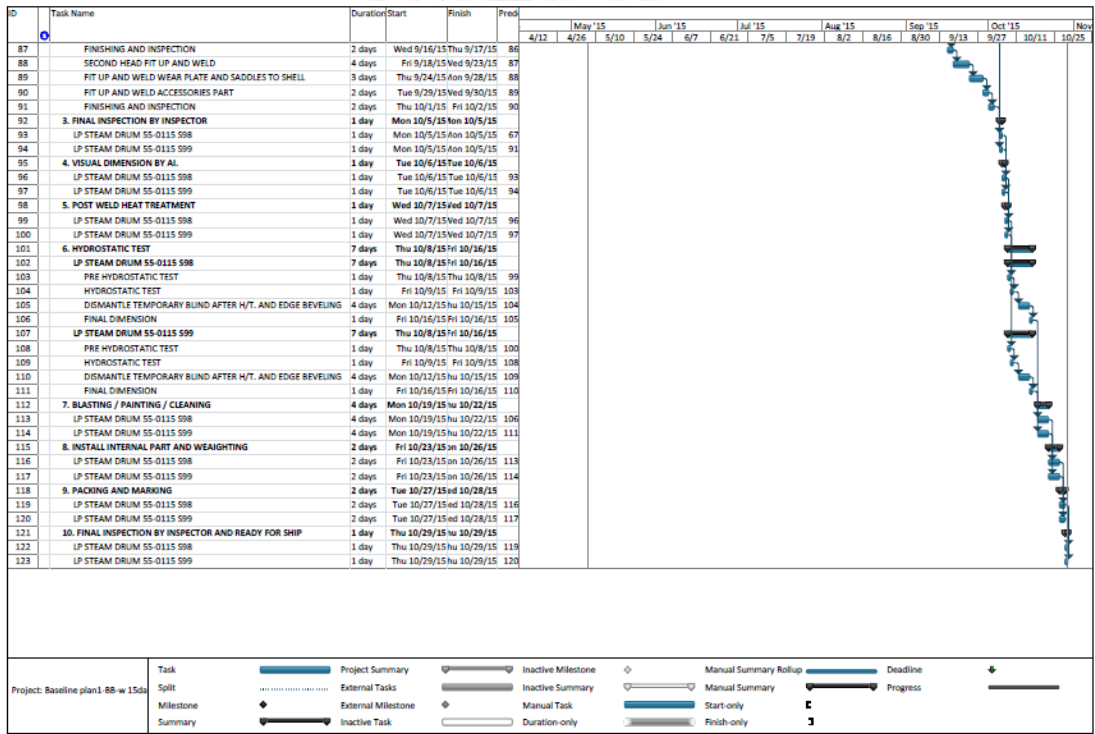 ID Task Name Duration Start Finish Pred
May '15 Jun '15 Jul '15 Aug '15 Sep '15 Oct '15 Nov
4/12 4/26 5/10 5/24 6/7 6/21 7/5 7/19 8/2 8/16 8/30 9/13 9/27 10/11 10/25
87 FINISHING AND INSPECTION 2 days Wed 9/16/15 Thu 9/17/15 86
88 SECOND HEAD FIT UP AND WELD 4 days Fri 9/18/15 Wed 9/23/15 87
89 FIT UP AND WELD WEAR PLATE AND SADDLES TO SHELL 3 days Thu 9/24/15 Mon 9/28/15 88
90 FIT UP AND WELD ACCESSORIES PART 2 days Tue 9/29/15 Wed 9/30/15 89
91 FINISHING AND INSPECTION 2 days Thu 10/1/15 Fri 10/2/15 90
92 3. FINAL INSPECTION BY INSPECTOR 1 day Mon 10/5/15 Mon 10/5/15
93 LP STEAM DRUM 55-0115 S98 1 day Mon 10/5/15 Mon 10/5/15 67
94 LP STEAM DRUM 55-0115 S99 1 day Mon 10/5/15 Mon 10/5/15 91
95 4. VISUAL DIMENSION BY AI. 1 day Tue 10/6/15 Tue 10/6/15
96 LP STEAM DRUM 55-0115 S98 1 day Tue 10/6/15 Tue 10/6/15 93
97 LP STEAM DRUM 55-0115 S99 1 day Tue 10/6/15 Tue 10/6/15 94
98 5. POST WELD HEAT TREATMENT 1 day Wed 10/7/15 Wed 10/7/15
99 LP STEAM DRUM 55-0115 S98 1 day Wed 10/7/15 Wed 10/7/15 96
100 LP STEAM DRUM 55-0115 S99 1 day Wed 10/7/15 Wed 10/7/15 97
101 6. HYDROSTATIC TEST 7 days Thu 10/8/15 Fri 10/16/15
102 LP STEAM DRUM 55-0115 S98 7 days Thu 10/8/15 Fri 10/16/15
103 PRE HYDROSTATIC TEST 1 day Thu 10/8/15 Thu 10/8/15 99
104 HYDROSTATIC TEST 1 day Fri 10/9/15 Fri 10/9/15 103
105 DISMANTLE TEMPORARY BLIND AFTER H/T. AND EDGE BEVELING 4 days Mon 10/12/15 hu 10/15/15 104
106 FINAL DIMENSION 1 day Fri 10/16/15 Fri 10/16/15 105
107 LP STEAM DRUM 55-0115 S99 7 days Thu 10/8/15 Fri 10/16/15
108 PRE HYDROSTATIC TEST 1 day Thu 10/8/15 Thu 10/8/15 100
109 HYDROSTATIC TEST 1 day Fri 10/9/15 Fri 10/9/15 108
110 DISMANTLE TEMPORARY BLIND AFTER H/T. AND EDGE BEVELING 4 days Mon 10/12/15 hu 10/15/15 109
111 FINAL DIMENSION 1 day Fri 10/16/15 Fri 10/16/15 110
112 7. BLASTING / PAINTING / CLEANING 4 days Mon 10/19/15 hu 10/22/15
113 LP STEAM DRUM 55-0115 S98 4 days Mon 10/19/15 hu 10/22/15 106
114 LP STEAM DRUM 55-0115 S99 4 days Mon 10/19/15 hu 10/22/15 111
115 8. INSTALL INTERNAL PART AND WEAIGHTING 2 days Fri 10/23/15 on 10/26/15
116 LP STEAM DRUM 55-0115 S98 2 days Fri 10/23/15 on 10/26/15 113
117 LP STEAM DRUM 55-0115 S99 2 days Fri 10/23/15 on 10/26/15 114
118 9. PACKING AND MARKING 2 days Tue 10/27/15 ed 10/28/15
119 LP STEAM DRUM 55-0115 S98 2 days Tue 10/27/15 ed 10/28/15 116
120 LP STEAM DRUM 55-0115 S99 2 days Tue 10/27/15 ed 10/28/15 117
121 10. FINAL INSPECTION BY INSPECTOR AND READY FOR SHIP 1 day Thu 10/29/15 hu 10/29/15
122 LP STEAM DRUM 55-0115 S98 1 day Thu 10/29/15 hu 10/29/15 119
123 LP STEAM DRUM 55-0115 S99 1 day Thu 10/29/15 hu 10/29/15 120
Project: Baseline plan1-BB-w 15da
Task Project Summary Inactive Milestone Manual Summary Rollup Deadline
Split External Tasks Inactive Summary Manual Summary Progress
Milestone External Milestone Manual Task Start-only
Summary Inactive Task Duration-only Finish-only